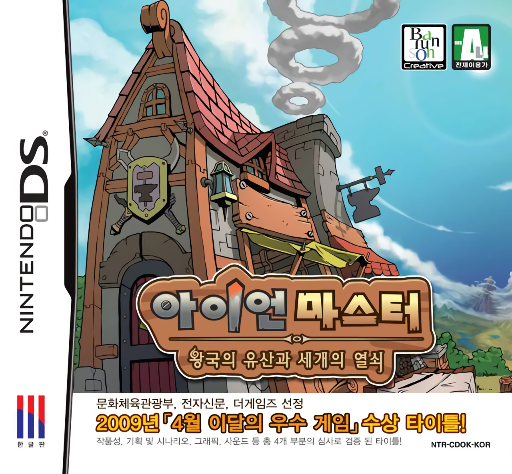 NINTENDO DS®
Barunson
Creative
A
전체이용가
아이언 마스터
왕국의 유산과 세개의 열쇠
한글판
문화체육관광부, 전자신문, 더게임즈 선정
2009년「4월 이달의 우수 게임」수상 타이틀!
작품성, 기획 및 시나리오, 그래픽, 사운드 등 총 4개 부분의 심사로 검증 된 타이틀!
NTR-CDOK-KOR